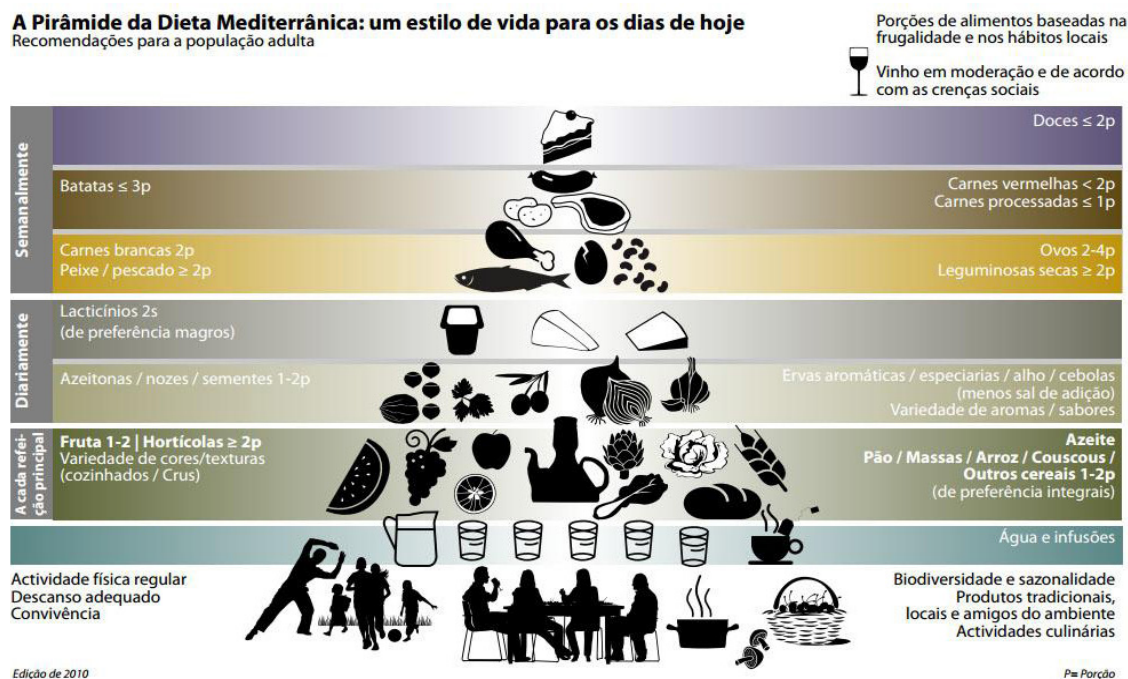 A Pirâmide da Dieta Mediterrânica: um estilo de vida para os dias de hoje
Recomendações para a população adulta
Porções de alimentos baseadas na
frugalidade e nos hábitos locais
Vinho em moderação e de acordo
com as crenças sociais
Semanalmente
Doces ≤ 2p
Batatas ≤ 3p
Carnes vermelhas < 2p
Carnes processadas ≤ 1p
Carnes brancas 2p
Peixe / pescado ≥ 2p
Ovos 2-4p
Leguminosas secas ≥ 2p
Diariamente
Lacticínios 2s
(de preferência magros)
Azeitonas / nozes / sementes 1-2p
Ervas aromáticas / especiarias / alho / cebolas
(menos sal de adição)
Variedade de aromas / sabores
A cada refei-
ção principal
Fruta 1-2 | Hortícolas ≥ 2p
Variedade de cores/texturas
(cozinhados / Crus)
Azeite
Pão / Massas / Arroz / Couscous /
Outros cereais 1-2p
(de preferência integrais)
Água e infusões
Actividade física regular
Descanso adequado
Convivência
Biodiversidade e sazonalidade
Produtos tradicionais,
locais e amigos do ambiente
Actividades culinárias
Edição de 2010
P= Porção